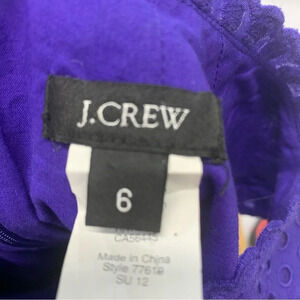 J.CREW
6
Made in China
Style 77619
SU 12